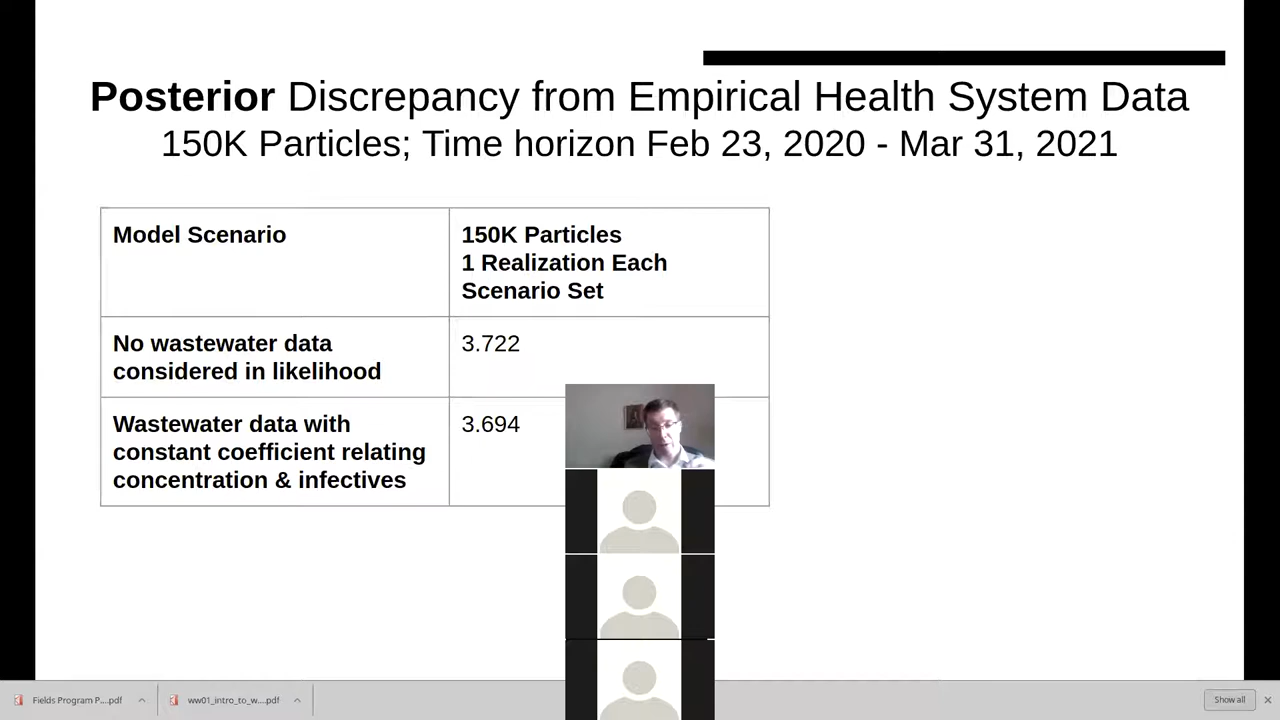 Posterior Discrepancy from Empirical Health System Data
150K Particles; Time horizon Feb 23, 2020 - Mar 31, 2021
Model Scenario
150K Particles
1 Realization Each
Scenario Set
No wastewater data
considered in likelihood
3.722
Wastewater data with
constant coefficient relating
concentration & infectives
3.694
Fields Program P....pdf
ww01_intro_to_w....pdf
Show all